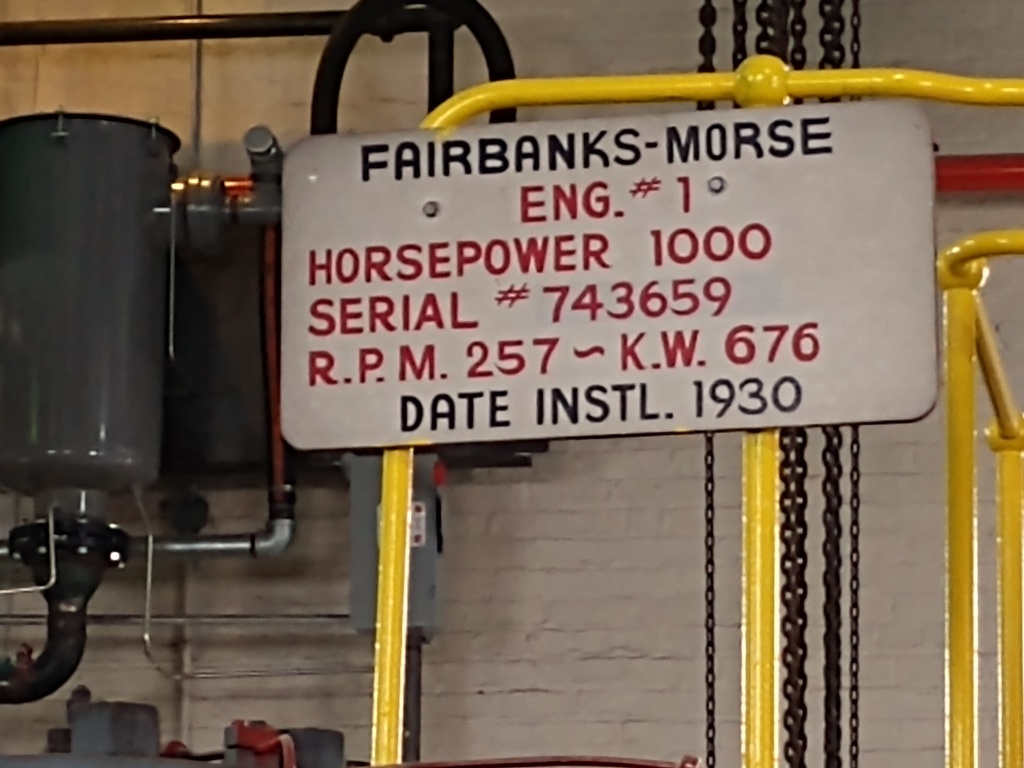 FAIRBANKS-MORSE
ENG. # 1
HORSEPOWER 1000
SERIAL # 743659
R.P.M. 257 ~ K.W. 676
DATE INSTL. 1930